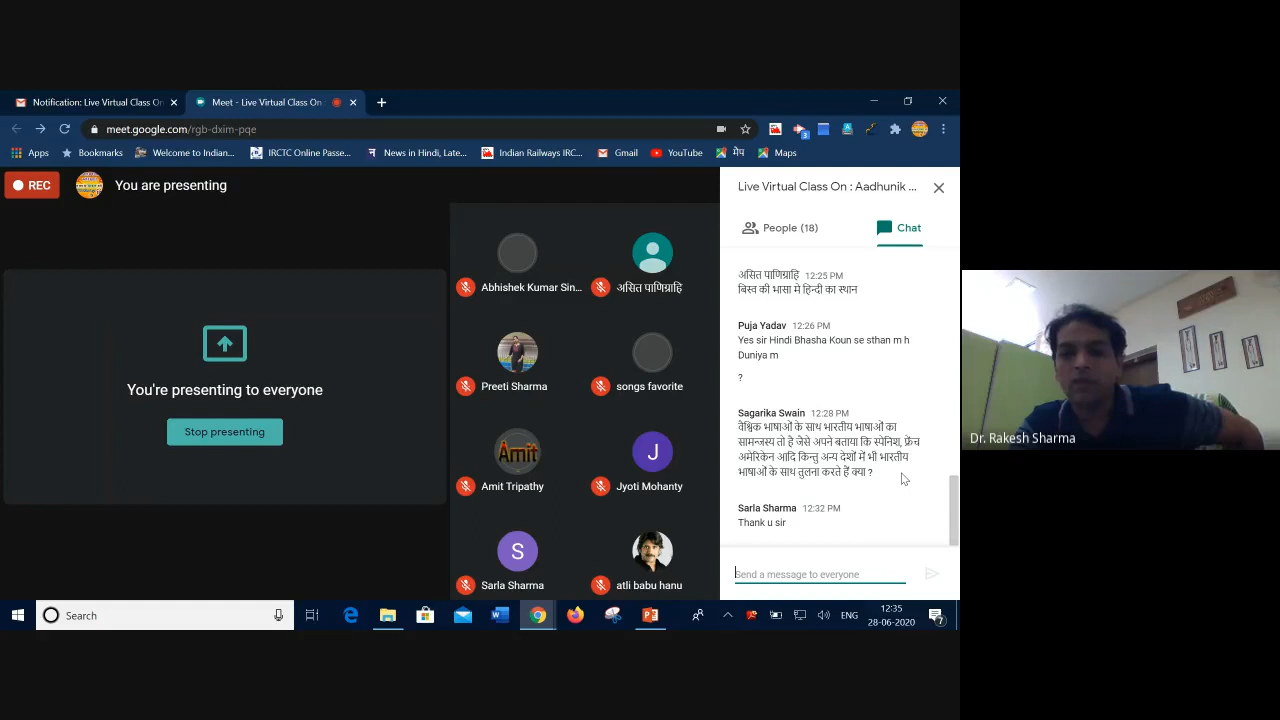 Notification: Live Virtual Class On
Meet - Live Virtual Class On :
meet.google.com/rgb-dxim-pqe
3
Apps
Bookmarks
Welcome to Indian...
IRCTC Online Passe...
News in Hindi, Late...
Indian Railways IRC...
Gmail
YouTube
मेप
Maps
REC
You are presenting
You're presenting to everyone
Stop presenting
Abhishek Kumar Sin...
असित पाणिग्राहि
Preeti Sharma
songs favorite
Amit
Amit Tripathy
J
Jyoti Mohanty
S
Sarla Sharma
atli babu hanu
Live Virtual Class On : Aadhunik ...
People (18)
Chat
असित पाणिग्राहि 12:25 PM
बिस्व की भासा मे हिन्दी का स्थान
Puja Yadav 12:26 PM
Yes sir Hindi Bhasha Koun se sthan m h
Duniya m
?
Sagarika Swain 12:28 PM
वैश्विक भाषाओं के साथ भारतीय भाषाओं का
सामन्जस्य तो है जेसे अपने बताया कि स्पेनिश, फ्रेंच
अमेरिकेन आदि किन्तु अन्य देशों में भी भारतीय
भाषाओं के साथ तुलना करते हैं क्या ?
Sarla Sharma 12:32 PM
Thank u sir
Send a message to everyone
Dr. Rakesh Sharma
Search
ENG
12:35
28-06-2020
7